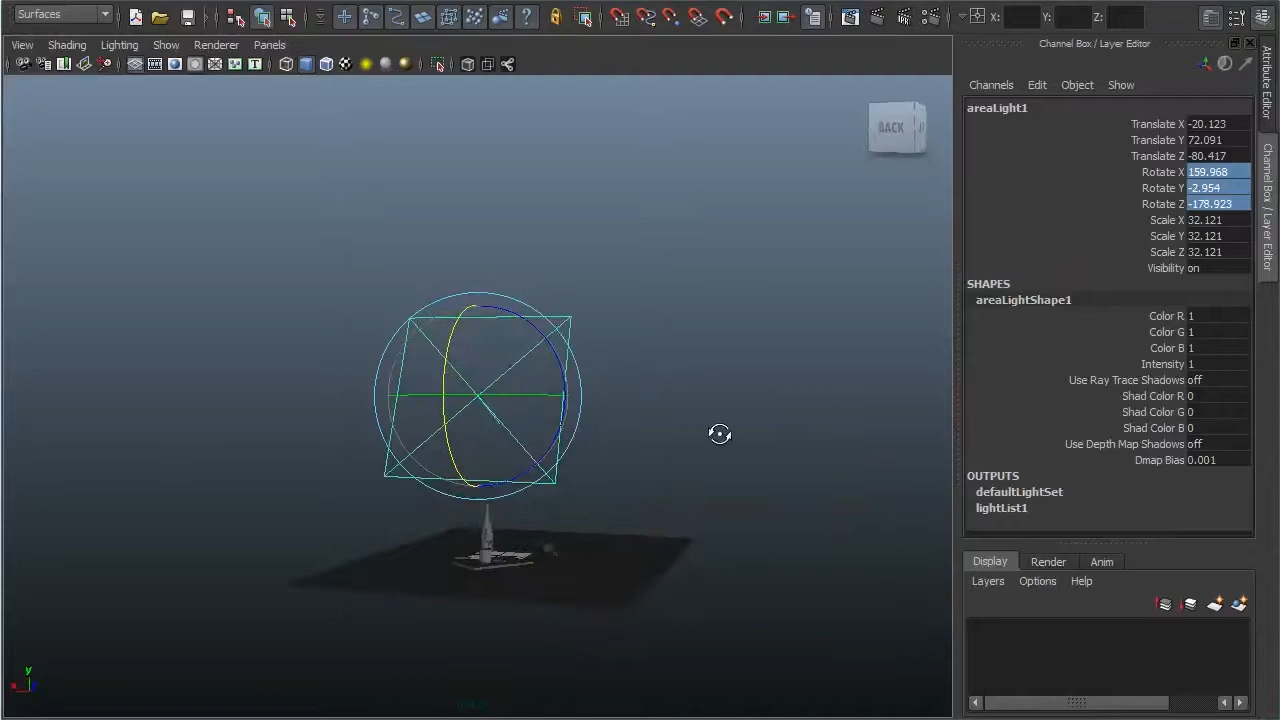 Surfaces
X:
Y:
Z:
View Shading Lighting Show Renderer Panels
Channel Box / Layer Editor
Channels Edit Object Show
areaLight1
Translate X -20.123
Translate Y 72.091
Translate Z -80.417
Rotate X 159.968
Rotate Y -2.954
Rotate Z -178.923
Scale X 32.121
Scale Y 32.121
Scale Z 32.121
Visibility on
SHAPES
areaLightShape1
Color R 1
Color G 1
Color B 1
Intensity 1
Use Ray Trace Shadows off
Shad Color R 0
Shad Color G 0
Shad Color B 0
Use Depth Map Shadows off
Dmap Bias 0.001
OUTPUTS
defaultLightSet
lightList1
Display Render Anim
Layers Options Help
Attribute Editor
Channel Box / Layer Editor
BACK
y
x